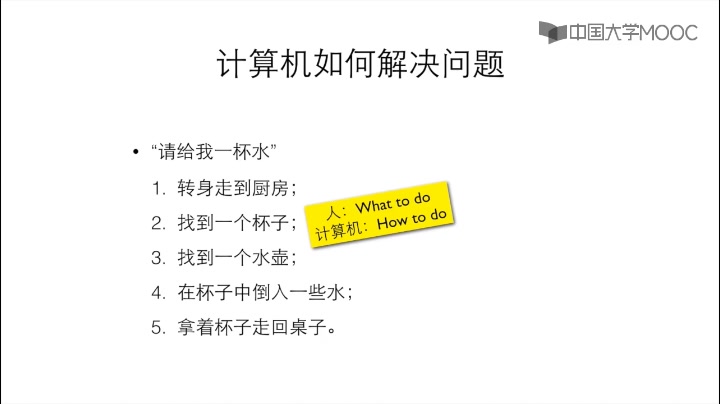 中国大学MOOC
计算机如何解决问题
• “请给我一杯水”
1. 转身走到厨房；
2. 找到一个杯子；
3. 找到一个水壶；
4. 在杯子中倒入一些水；
5. 拿着杯子走回桌子。
人：What to do
计算机：How to do